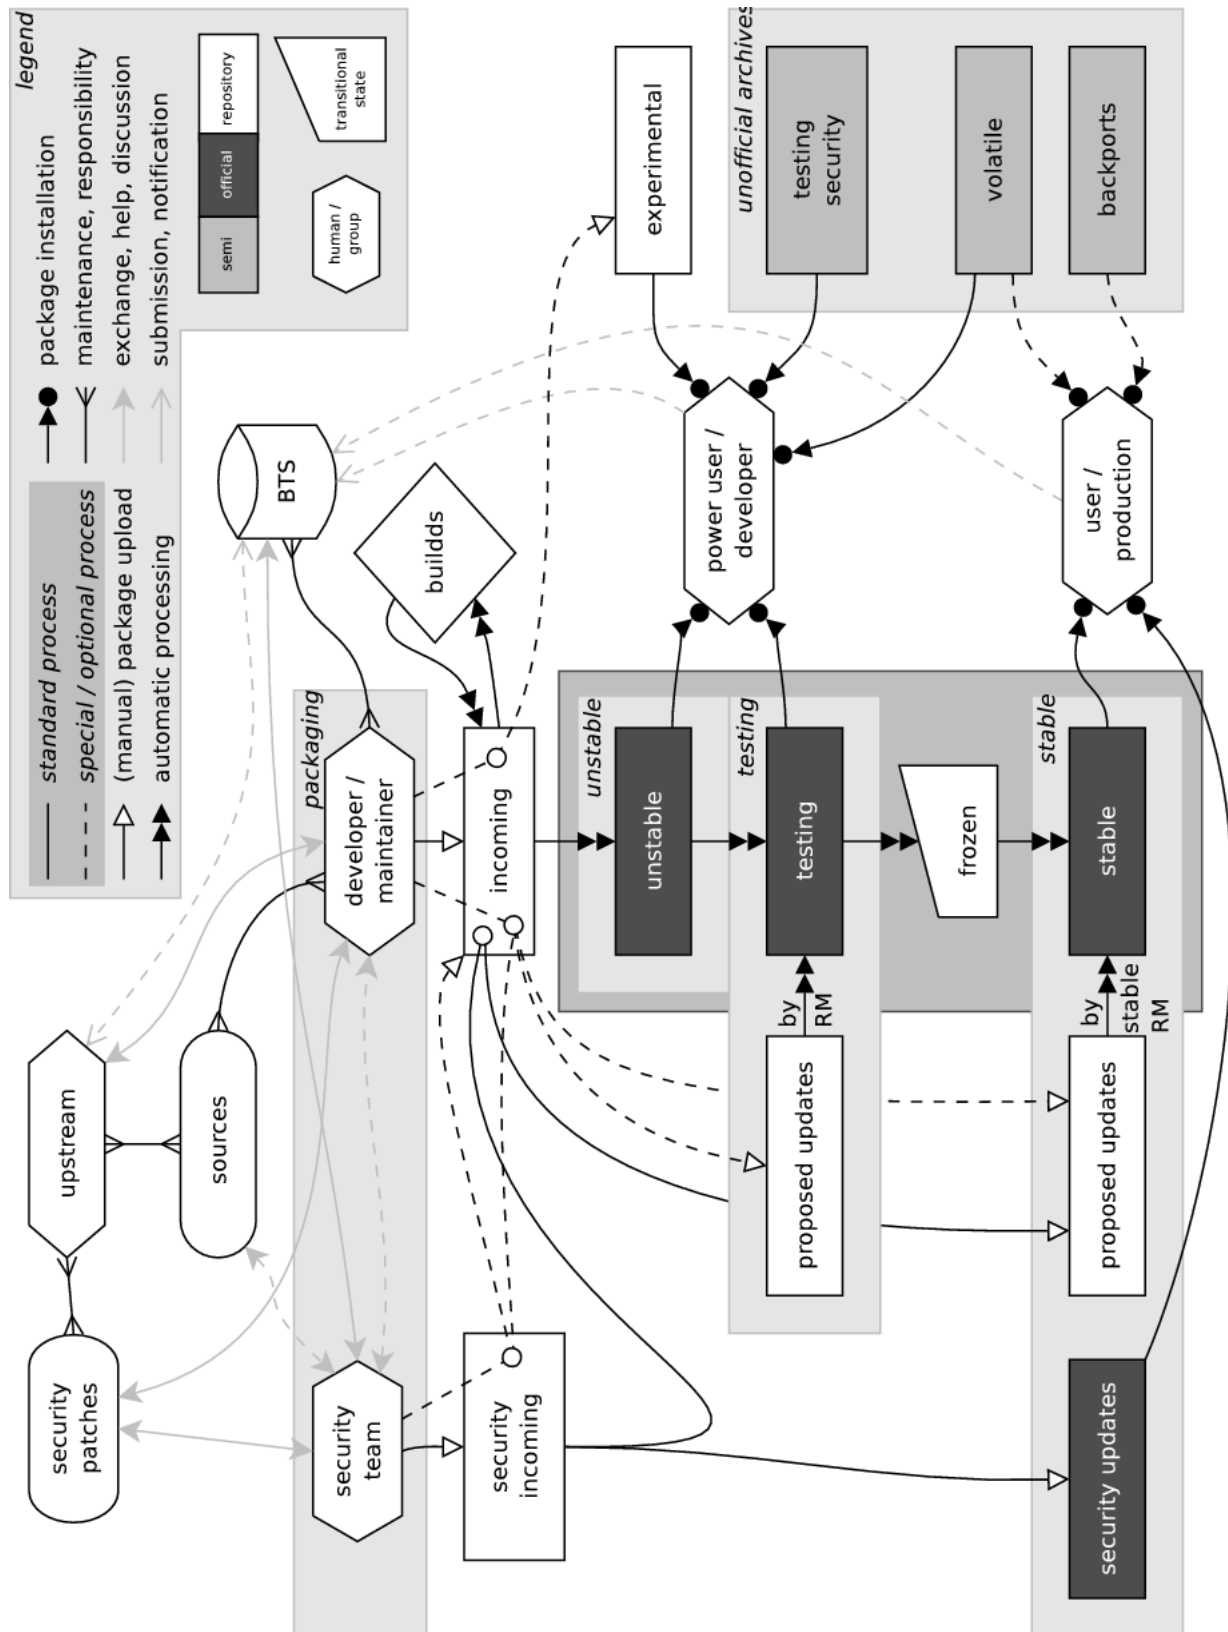 legend
standard process
special / optional process
(manual) package upload
automatic processing
package installation
maintenance, responsibility
exchange, help, discussion
submission, notification
semi
official
repository
human /
group
transitional
state
security
patches
upstream
sources
BTS
packaging
security
team
developer /
maintainer
buildds
security
incoming
incoming
unstable
unstable
experimental
testing
proposed updates
by
RM
testing
power user /
developer
unofficial archives
testing
security
frozen
volatile
stable
security updates
proposed updates
by
stable
RM
stable
user /
production
backports